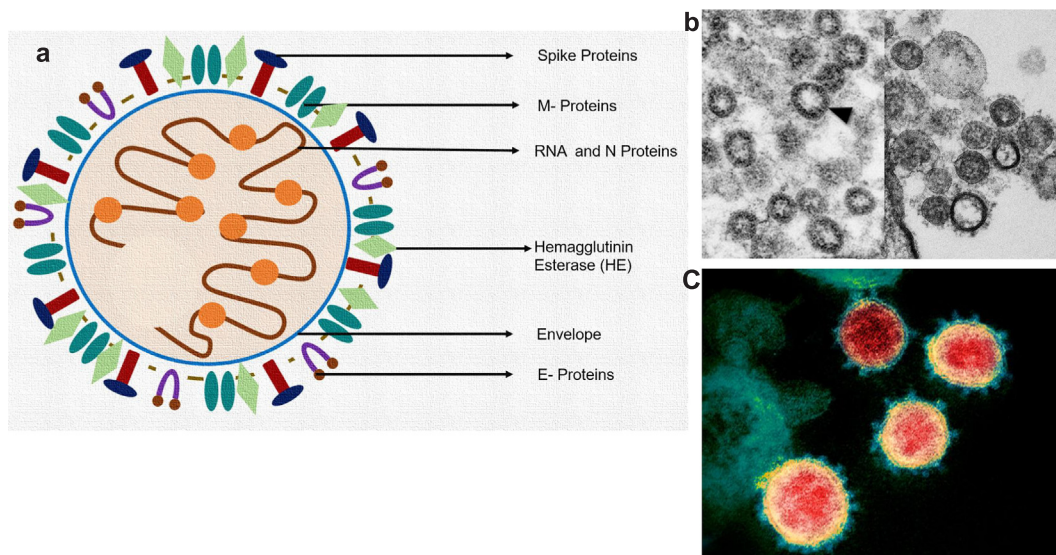 a
Spike Proteins
M- Proteins
RNA and N Proteins
Hemagglutinin
Esterase (HE)
Envelope
E- Proteins
b
C